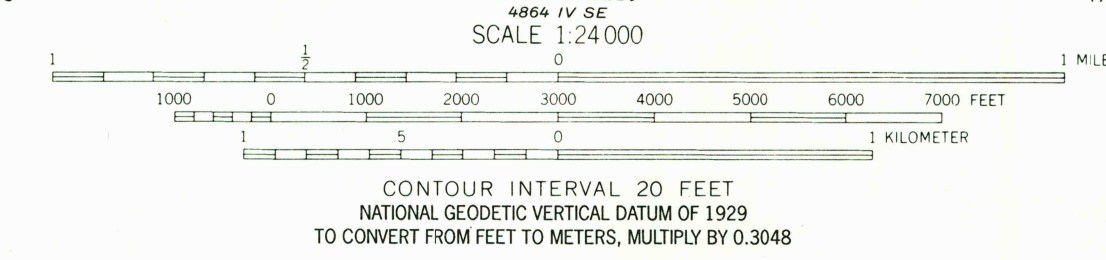 4864 IV SE
SCALE 1:24 000
1 1/2 0 1 MILE
1000 0 1000 2000 3000 4000 5000 6000 7000 FEET
1 .5 0 1 KILOMETER
CONTOUR INTERVAL 20 FEET
NATIONAL GEODETIC VERTICAL DATUM OF 1929
TO CONVERT FROM FEET TO METERS, MULTIPLY BY 0.3048